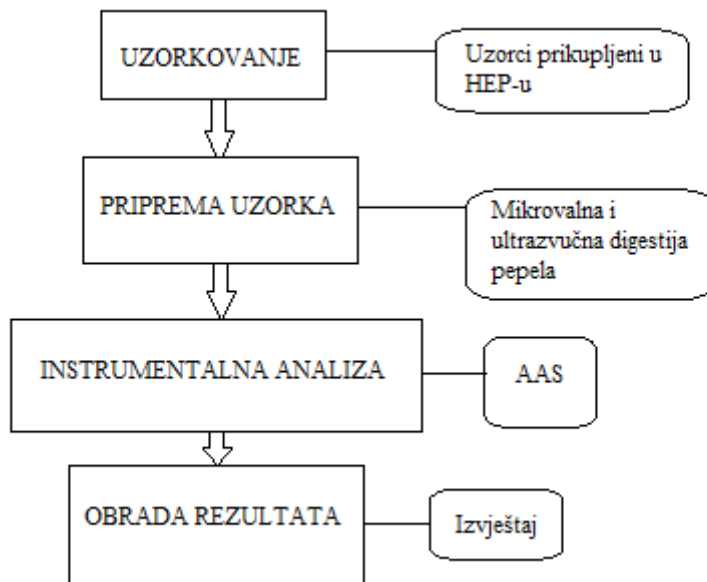 UZORKOVANJE
Uzorci prikupljeni u
HEP-u
PRIPREMA UZORKA
Mikrovalna i
ultrazvučna digestija
pepela
INSTRUMENTALNA ANALIZA
AAS
OBRADA REZULTATA
Izvještaj